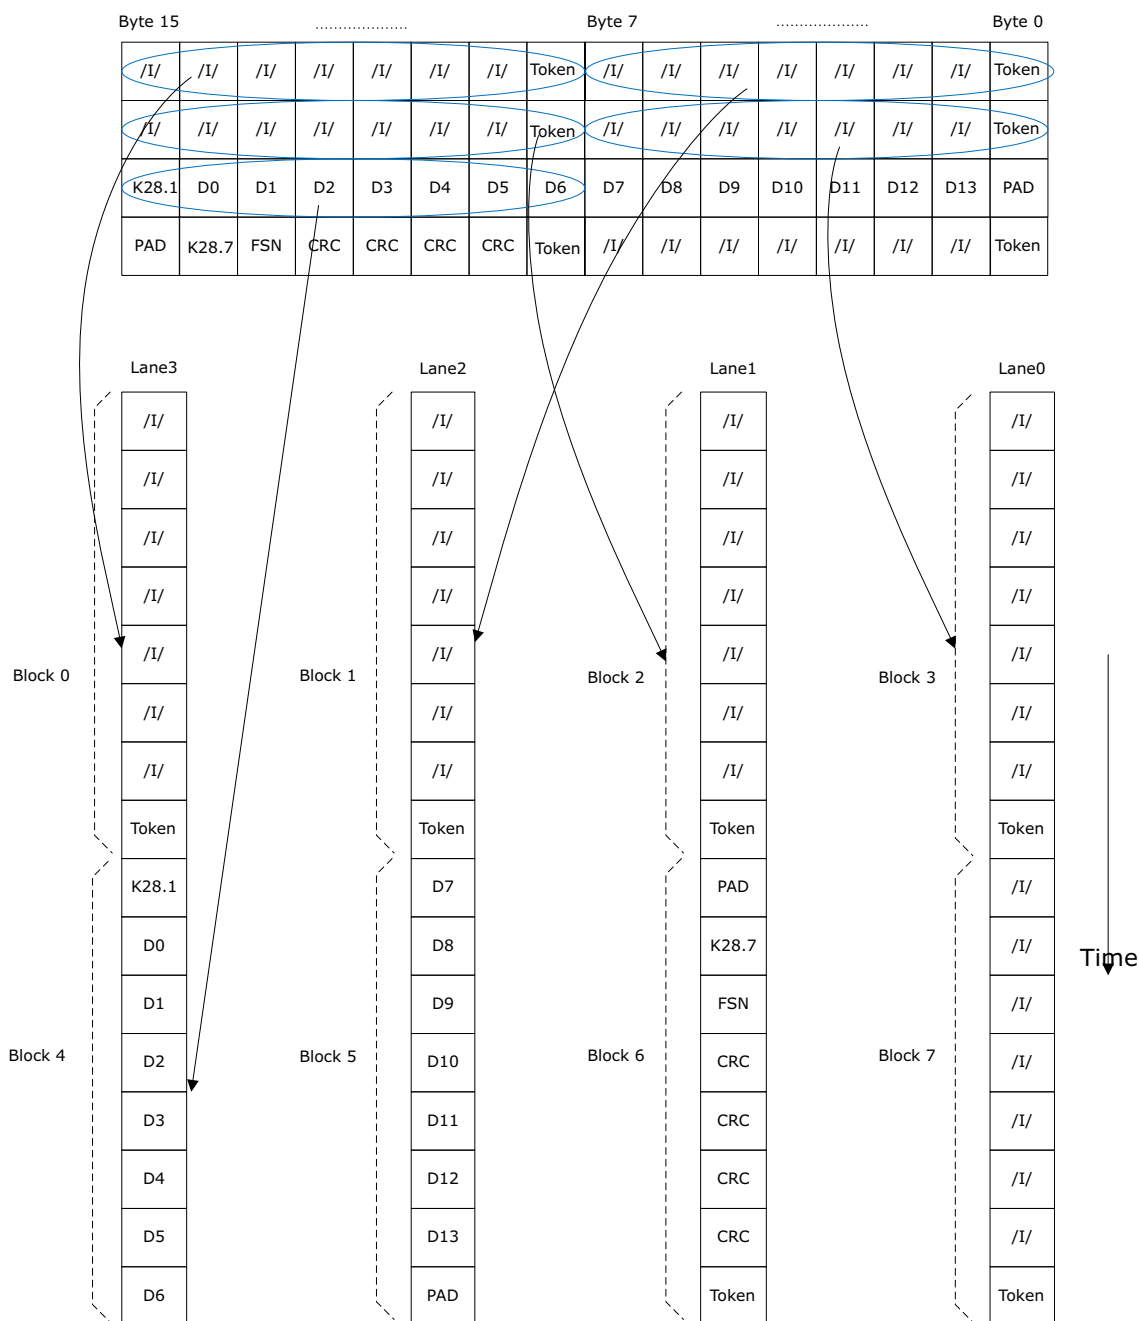 Byte 15 ................... Byte 7 ................... Byte 0
/I/ /I/ /I/ /I/ /I/ /I/ /I/ Token /I/ /I/ /I/ /I/ /I/ /I/ /I/ Token
/I/ /I/ /I/ /I/ /I/ /I/ /I/ Token /I/ /I/ /I/ /I/ /I/ /I/ /I/ Token
K28.1 D0 D1 D2 D3 D4 D5 D6 D7 D8 D9 D10 D11 D12 D13 PAD
PAD K28.7 FSN CRC CRC CRC CRC Token /I/ /I/ /I/ /I/ /I/ /I/ /I/ Token
Lane3 Lane2 Lane1 Lane0
/I/ /I/ /I/ /I/
/I/ /I/ /I/ /I/
/I/ /I/ /I/ /I/
/I/ /I/ /I/ /I/
/I/ /I/ /I/ /I/
Block 0 Block 1 Block 2 Block 3
/I/ /I/ /I/ /I/
/I/ /I/ /I/ /I/
Token Token Token Token
K28.1 D7 PAD /I/
D0 D8 K28.7 /I/
Time
D1 D9 FSN /I/
Block 4 Block 5 Block 6 Block 7
D2 D10 CRC /I/
D3 D11 CRC /I/
D4 D12 CRC /I/
D5 D13 CRC /I/
D6 PAD Token Token